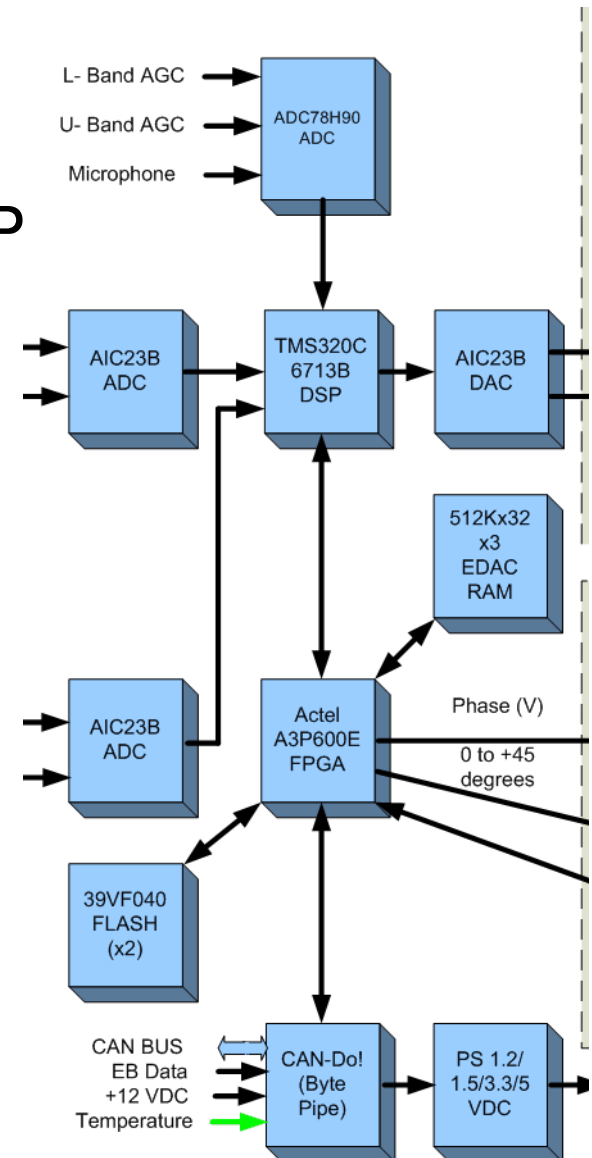 L- Band AGC
U- Band AGC
Microphone
ADC78H90
ADC
P
AIC23B
ADC
TMS320C
6713B
DSP
AIC23B
DAC
512Kx32
x3
EDAC
RAM
AIC23B
ADC
Actel
A3P600E
FPGA
Phase (V)
0 to +45
degrees
39VF040
FLASH
(x2)
CAN BUS
EB Data
+12 VDC
Temperature
CAN-Do!
(Byte
Pipe)
PS 1.2/
1.5/3.3/5
VDC